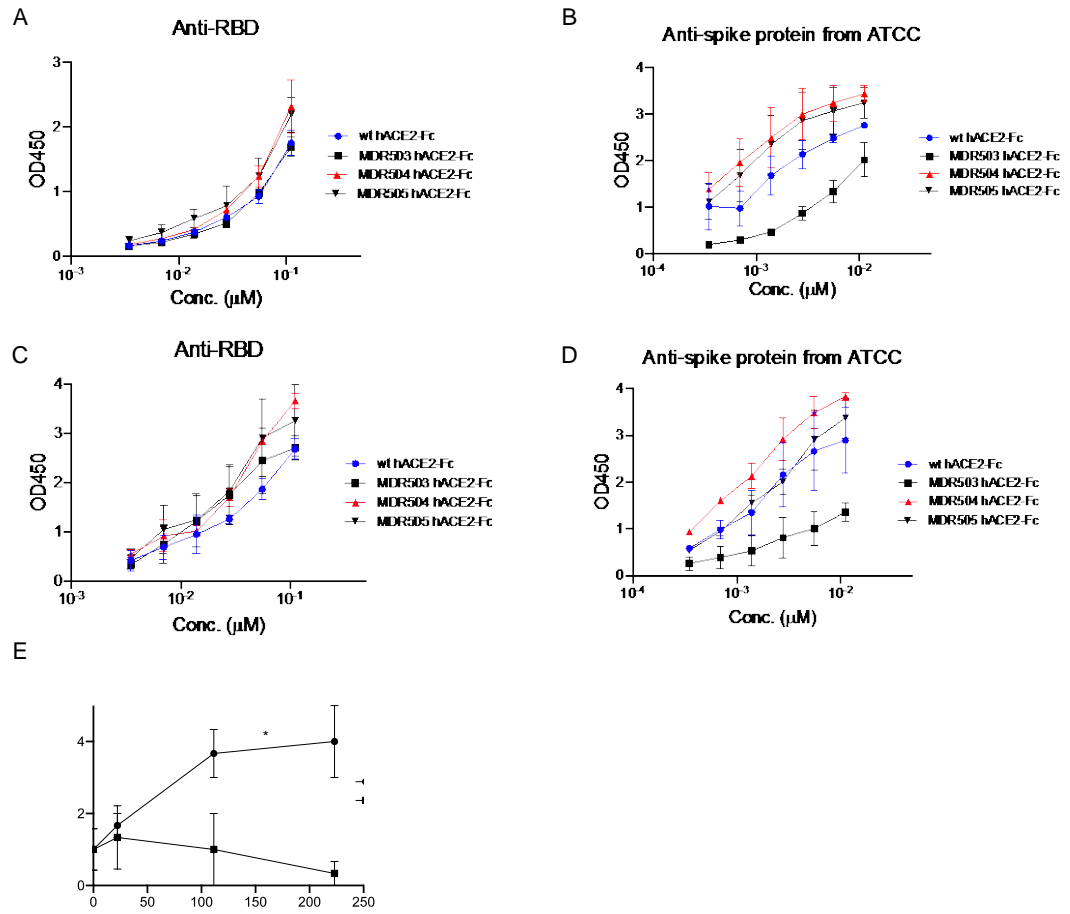 A
Anti-RBD
3
2
1
0
OD450
10-3
10-2
10-1
Conc. (μM)
wt hACE2-Fc
MDR503 hACE2-Fc
MDR504 hACE2-Fc
MDR505 hACE2-Fc
B
Anti-spike protein from ATCC
4
3
2
1
0
OD450
10-4
10-3
10-2
Conc. (μM)
wt hACE2-Fc
MDR503 hACE2-Fc
MDR504 hACE2-Fc
MDR505 hACE2-Fc
C
Anti-RBD
4
3
2
1
0
OD450
10-3
10-2
10-1
Conc. (μM)
wt hACE2-Fc
MDR503 hACE2-Fc
MDR504 hACE2-Fc
MDR505 hACE2-Fc
D
Anti-spike protein from ATCC
4
3
2
1
0
OD450
10-4
10-3
10-2
Conc. (μM)
wt hACE2-Fc
MDR503 hACE2-Fc
MDR504 hACE2-Fc
MDR505 hACE2-Fc
E
4
2
0
*
0 50 100 150 200 250